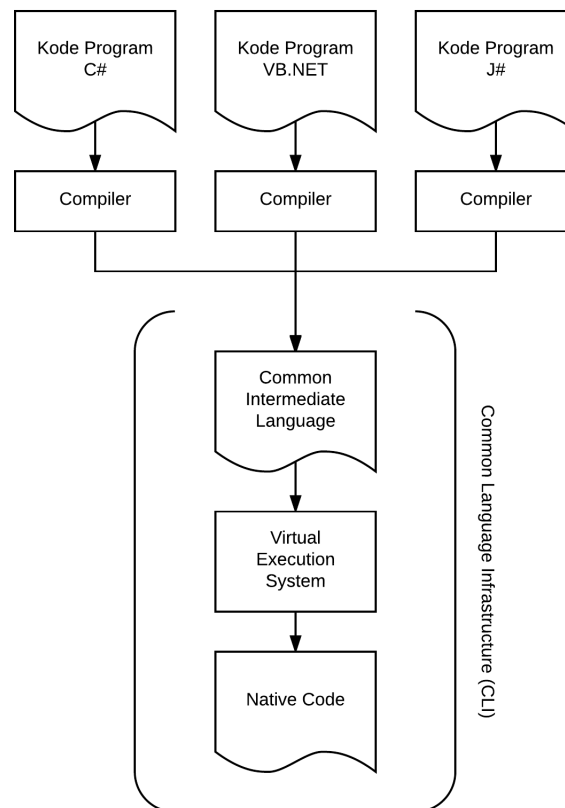 Kode Program
C#
Kode Program
VB.NET
Kode Program
J#
Compiler
Compiler
Compiler
Common
Intermediate
Language
Virtual
Execution
System
Native Code
Common Language Infrastructure (CLI)